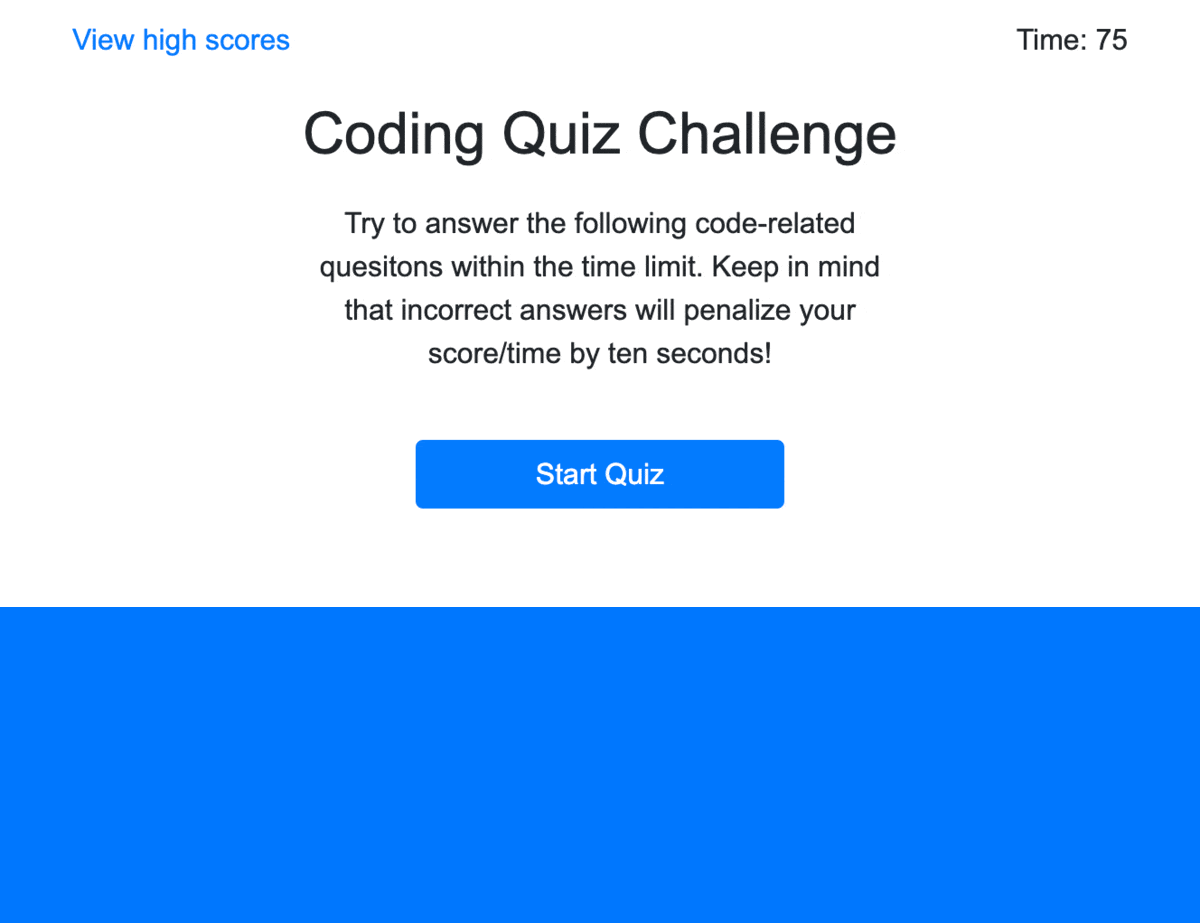 View high scores
Time: 75
Coding Quiz Challenge
Try to answer the following code-related
quesitons within the time limit. Keep in mind
that incorrect answers will penalize your
score/time by ten seconds!
Start Quiz